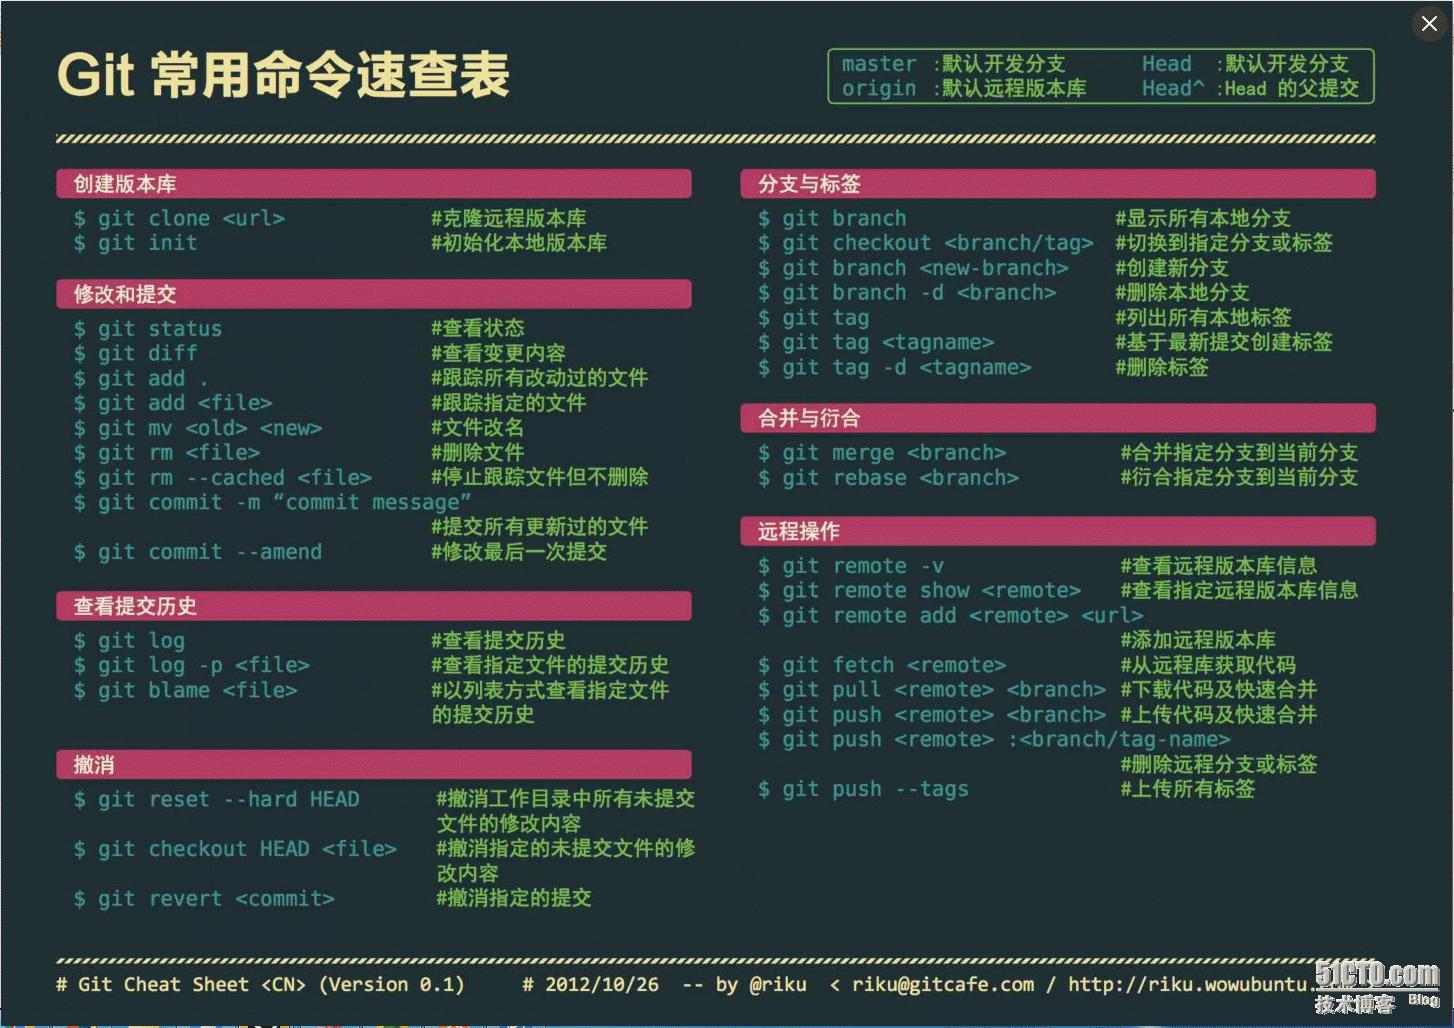 Git 常用命令速查表
master :默认开发分支 Head :默认开发分支
origin :默认远程版本库 Head^ :Head 的父提交
创建版本库
$ git clone <url> #克隆远程版本库
$ git init #初始化本地版本库
修改和提交
$ git status #查看状态
$ git diff #查看变更内容
$ git add . #跟踪所有改动过的文件
$ git add <file> #跟踪指定的文件
$ git mv <old> <new> #文件改名
$ git rm <file> #删除文件
$ git rm --cached <file> #停止跟踪文件但不删除
$ git commit -m “commit message”
#提交所有更新过的文件
$ git commit --amend #修改最后一次提交
查看提交历史
$ git log #查看提交历史
$ git log -p <file> #查看指定文件的提交历史
$ git blame <file> #以列表方式查看指定文件
的提交历史
撤消
$ git reset --hard HEAD #撤消工作目录中所有未提交
文件的修改内容
$ git checkout HEAD <file> #撤消指定的未提交文件的修
改内容
$ git revert <commit> #撤消指定的提交
分支与标签
$ git branch #显示所有本地分支
$ git checkout <branch/tag> #切换到指定分支或标签
$ git branch <new-branch> #创建新分支
$ git branch -d <branch> #删除本地分支
$ git tag #列出所有本地标签
$ git tag <tagname> #基于最新提交创建标签
$ git tag -d <tagname> #删除标签
合并与衍合
$ git merge <branch> #合并指定分支到当前分支
$ git rebase <branch> #衍合指定分支到当前分支
远程操作
$ git remote -v #查看远程版本库信息
$ git remote show <remote> #查看指定远程版本库信息
$ git remote add <remote> <url>
#添加远程版本库
$ git fetch <remote> #从远程库获取代码
$ git pull <remote> <branch> #下载代码及快速合并
$ git push <remote> <branch> #上传代码及快速合并
$ git push <remote> :<branch/tag-name>
#删除远程分支或标签
$ git push --tags #上传所有标签
# Git Cheat Sheet <CN> (Version 0.1) # 2012/10/26 -- by @riku < riku@gitcafe.com / http://riku.wowubuntu.
51CTO.com
技术博客 Blog